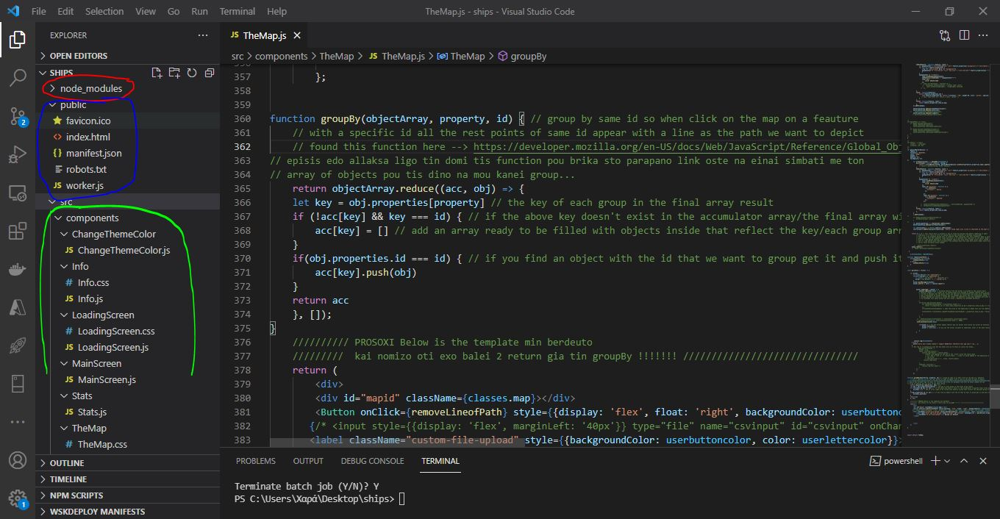 File Edit Selection View Go Run Terminal Help TheMap.js - ships - Visual Studio Code
EXPLORER
OPEN EDITORS
SHIPS
node_modules
public
favicon.ico
index.html
manifest.json
robots.txt
JS worker.js
src
components
ChangeThemeColor
JS ChangeThemeColor.js
Info
# Info.css
JS Info.js
LoadingScreen
# LoadingScreen.css
JS LoadingScreen.js
MainScreen
JS MainScreen.js
Stats
JS Stats.js
TheMap
# TheMap.css
OUTLINE
TIMELINE
NPM SCRIPTS
WSKDEPLOY MANIFESTS
2
1
JS TheMap.js
src > components > TheMap > JS TheMap.js > TheMap > groupBy
356
357 };
358
359
360 function groupBy(objectArray, property, id) { // group by same id so when click on the map on a feauture
361 // with a specific id all the rest points of same id appear with a line as the path we want to depict
362 // found this function here --> https://developer.mozilla.org/en-US/docs/Web/JavaScript/Reference/Global_Obj
363 // episis edo allaksa ligo tin domi tis function pou brika sto parapano link oste na einai simbati me ton
364 // array of objects pou tis dino na mou kanei group...
365 return objectArray.reduce((acc, obj) => {
366 let key = obj.properties[property] // the key of each group in the final array result
367 if (!acc[key] && key === id) { // if the above key doesn't exist in the accumulator array/the final array wi
368 acc[key] = [] // add an array ready to be filled with objects inside that reflect the key/each group arr
369 }
370 if(obj.properties.id === id) { // if you find an object with the id that we want to group get it and push it
371 acc[key].push(obj)
372 }
373 return acc
374 }, []);
375 }
376 ////////// PROSOXI Below is the template min berdeuto
377 ///////// kai nomizo oti exo balei 2 return gia tin groupBy !!!!!!! ///////////////////////////////
378 return (
379 <div>
380 <div id="mapid" className={classes.map}></div>
381 <Button onClick={removeLineofPath} style={{display: 'flex', float: 'right', backgroundColor: userbuttonc
382 {/* <input style={{display: 'flex', marginLeft: '40px'}} type="file" name="csvinput" id="csvinput" onChan
383 <label className="custom-file-upload" style={{backgroundColor: userbuttoncolor, color: userlettercolor}}>
PROBLEMS OUTPUT DEBUG CONSOLE TERMINAL powershell
Terminate batch job (Y/N)? Y
PS C:\Users\Χαρά\Desktop\ships>